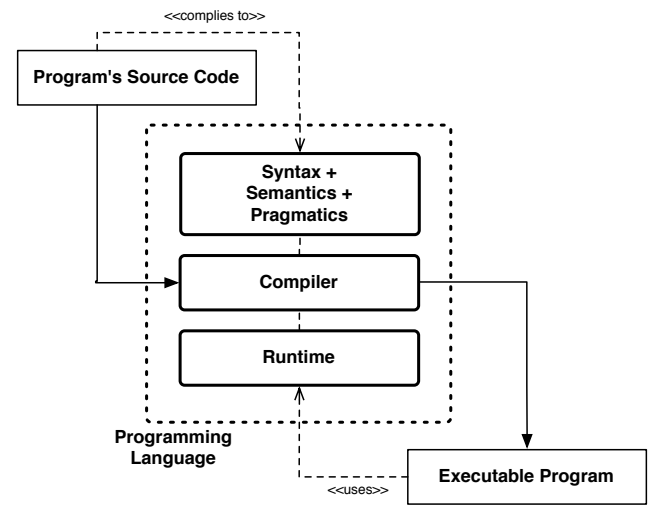 <<complies to>>
Program's Source Code
Syntax +
Semantics +
Pragmatics
Compiler
Runtime
Programming
Language
Executable Program
<<uses>>